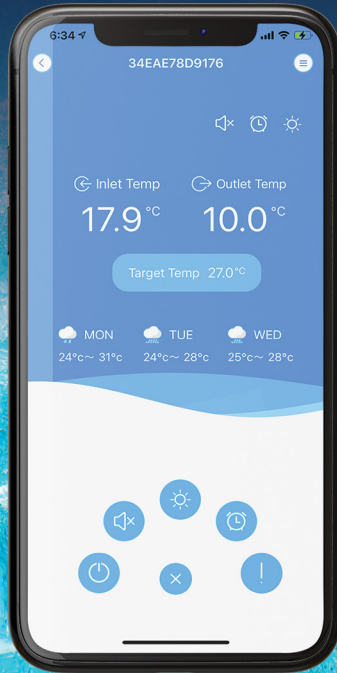 6:34
34EAE78D9176
Inlet Temp Outlet Temp
17.9°C 10.0°C
Target Temp 27.0°C
MON TUE WED
24°c~ 31°c 24°c~ 28°c 25°c~ 28°c